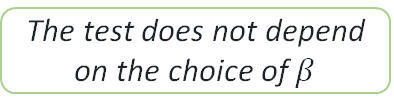 The test does not depend
on the choice of β